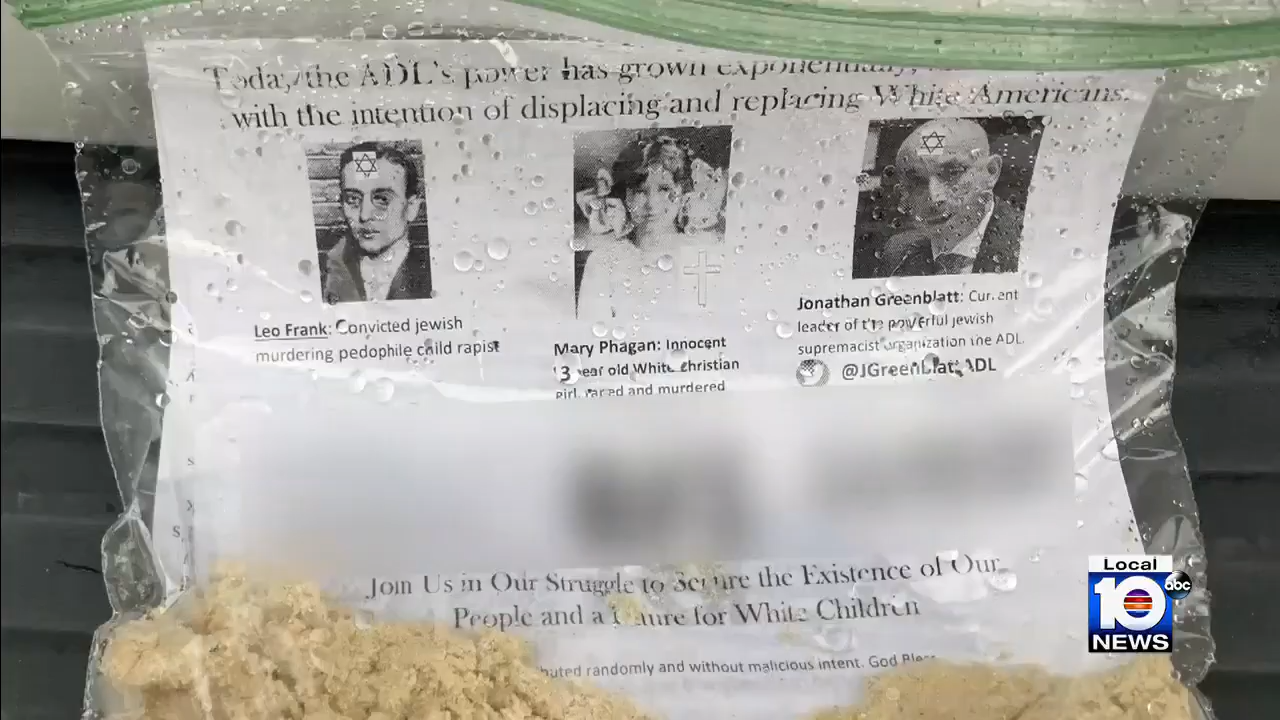 Today, the ADL's power has grown exponentially,
with the intention of displacing and replacing White Americans.
Leo Frank: Convicted jewish
murdering pedophile child rapist
Mary Phagan: Innocent
3 year old White Christian
girl raped and murdered
Jonathan Greenblatt: Current
leader of the powerful jewish
supremacist organization the ADL.
@JGreenblattADL
Join Us in Our Struggle to Secure the Existence of Our
People and a Future for White Children
buted randomly and without malicious intent. God Bless
Local
10
abc
NEWS